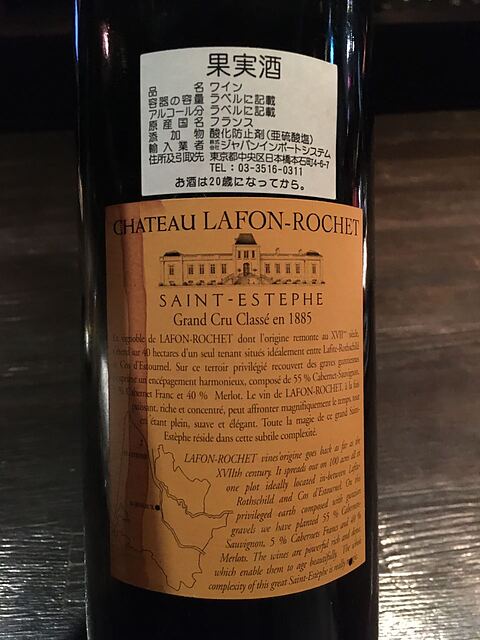 果実酒
品名 ワイン
容器の容量 ラベルに記載
アルコール分 ラベルに記載
原産国名 フランス
添加物 酸化防止剤(亜硫酸塩)
輸入業者 株式会社ジャパンインポートシステム
住所及引取先 東京都中央区日本橋本石町4-6-7
TEL:03-3516-0311
お酒は20歳になってから。
CHATEAU LAFON-ROCHET
SAINT-ESTEPHE
Grand Cru Classé en 1885
vignoble de LAFON-ROCHET dont l'origine remonte au XVIIème siècle,
sur 40 hectares d'un seul tenant situés idéalement entre Lafite-Rothschild
Cos d'Estournel. Sur ce terroir privilégié recouvert des graves garonnaises
un encépagement harmonieux, composé de 55 % Cabernet-Sauvignon,
Cabernet Franc et 40 % Merlot. Le vin de LAFON-ROCHET, à la fois
puissant, riche et concentré, peut affronter magnifiquement le temps, tout
en étant plein, suave et élégant. Toute la magie de ce grand Saint-
Estèphe réside dans cette subtile complexité.
LAFON-ROCHET vines'origine goes back as far as the
XVIIth century. It spreads out on 100 acres all on
one plot ideally located in-between Lafite-
Rothschild and Cos d'Estournel. On this
privileged earth composed with garonnian
gravels we have planted 55 % Cabernet-
Sauvignon, 5 % Cabernets Francs and 40 %
Merlots. The wines are powerful rich and
which enable them to age beautifully. The whole
complexity of this great Saint-Estèphe is really
BORDEAUX